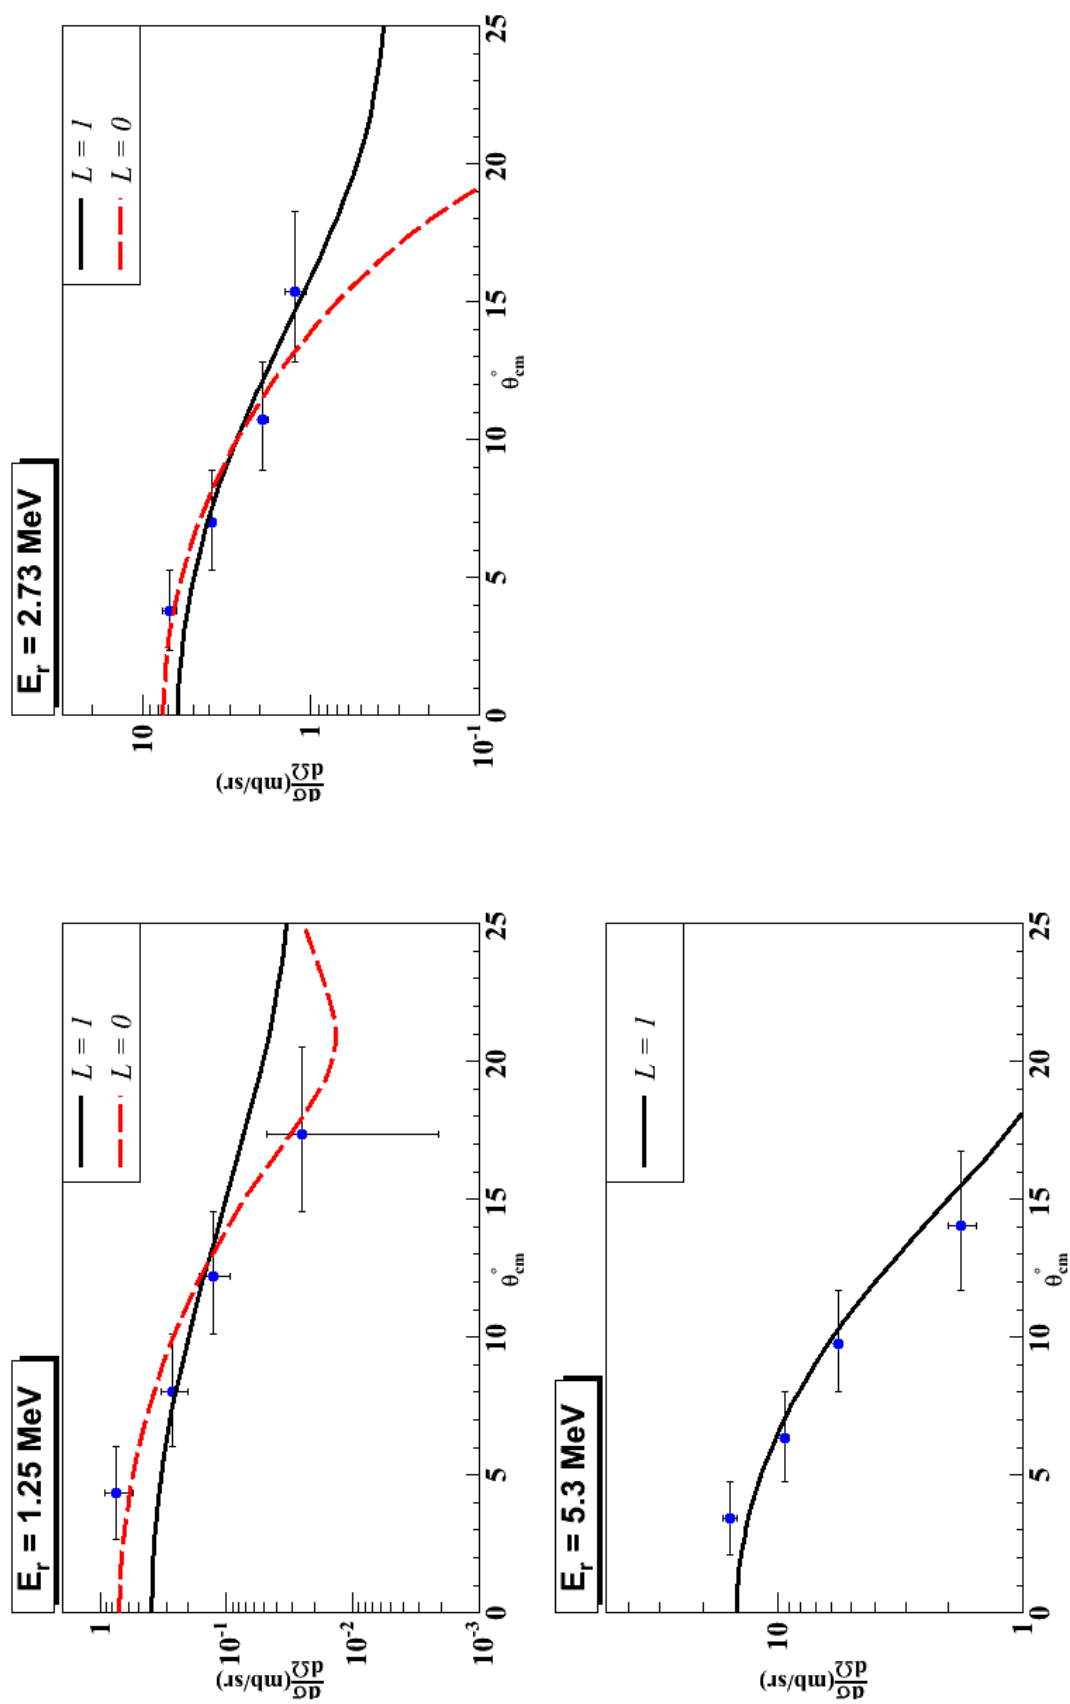 E_r = 1.25 MeV
L = 1
L = 0
dσ/dΩ (mb/sr)
1
10^-1
10^-2
10^-3
0 5 10 15 20 25
θ°_cm
E_r = 2.73 MeV
L = 1
L = 0
dσ/dΩ (mb/sr)
10
1
10^-1
0 5 10 15 20 25
θ°_cm
E_r = 5.3 MeV
L = 1
dσ/dΩ (mb/sr)
10
1
0 5 10 15 20 25
θ°_cm